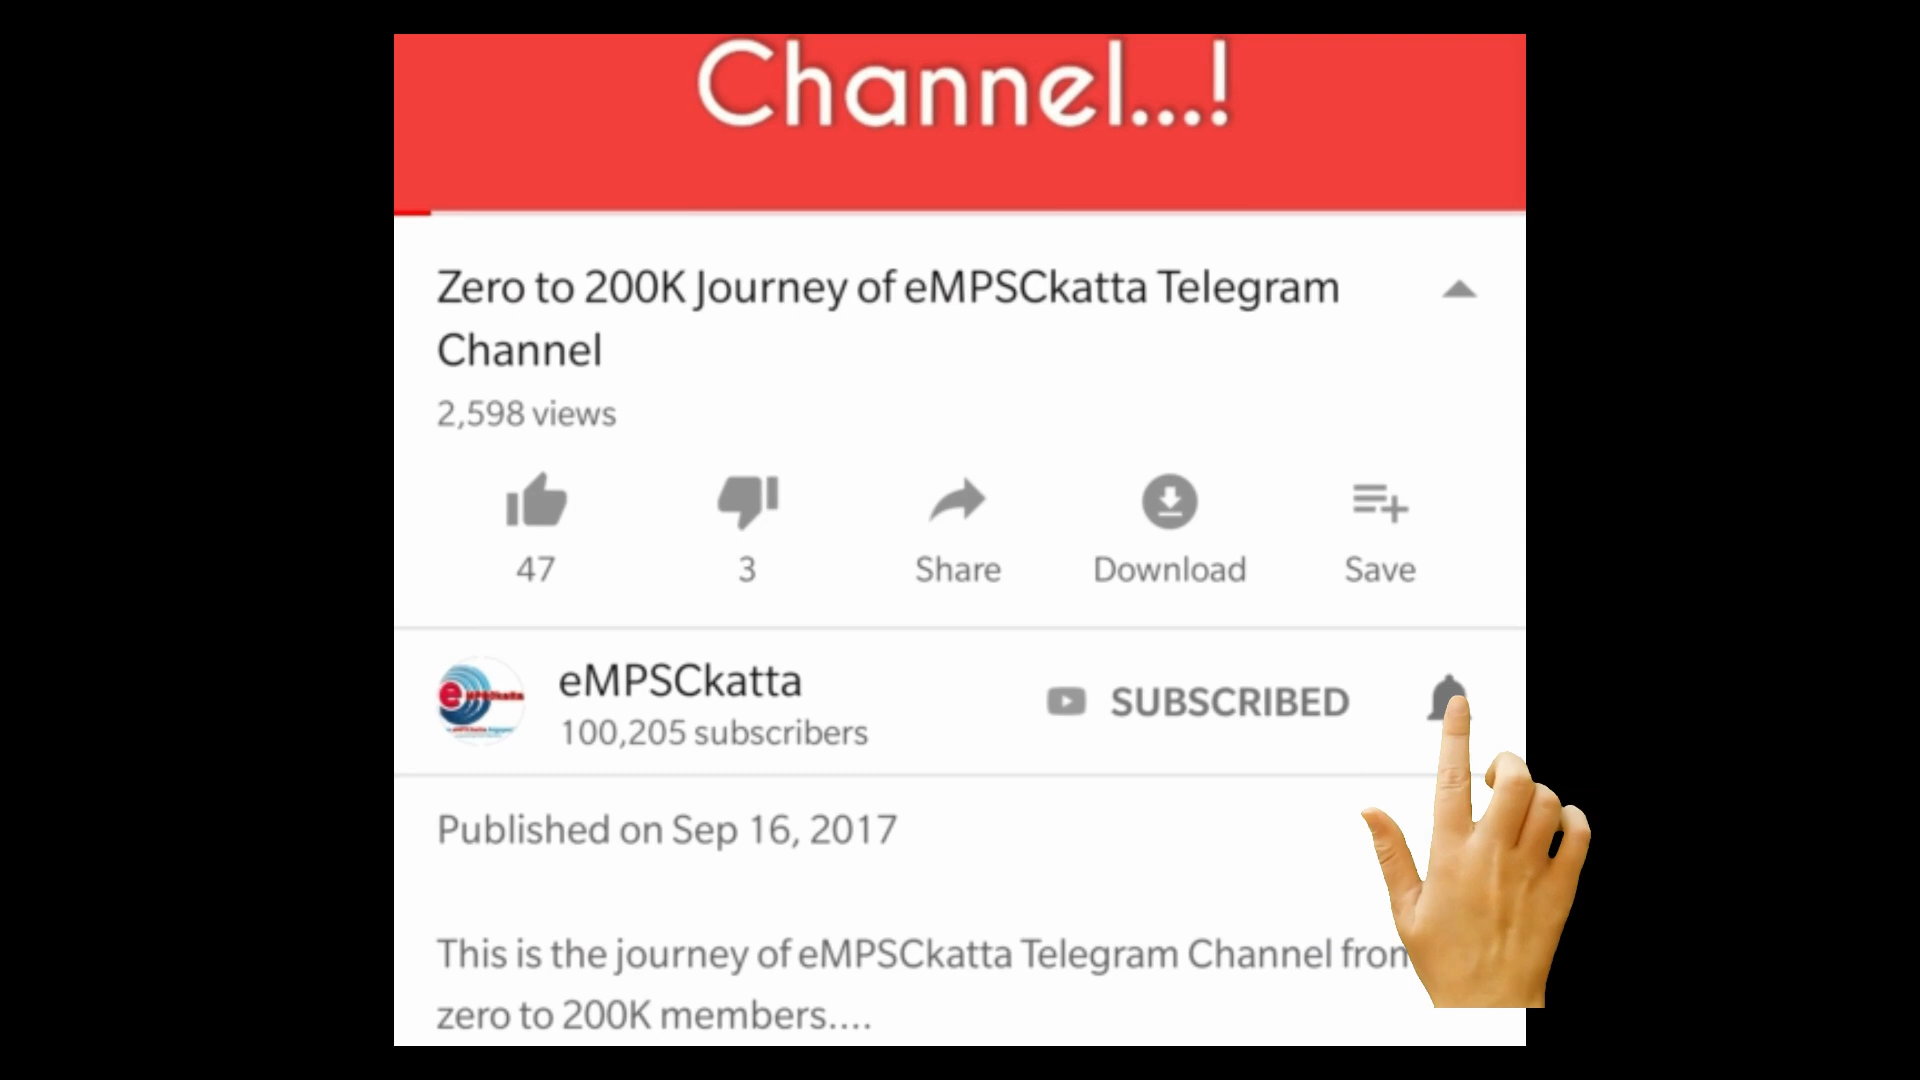 Channel...!
Zero to 200K Journey of eMPSCkatta Telegram
Channel
2,598 views
47
3
Share
Download
Save
eMPSCkatta
100,205 subscribers
SUBSCRIBED
Published on Sep 16, 2017
This is the journey of eMPSCkatta Telegram Channel from
zero to 200K members....